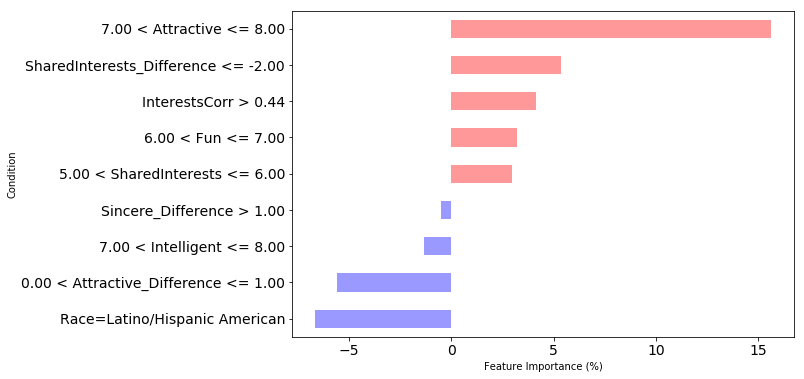 7.00 < Attractive <= 8.00
SharedInterests_Difference <= -2.00
InterestsCorr > 0.44
6.00 < Fun <= 7.00
5.00 < SharedInterests <= 6.00
Sincere_Difference > 1.00
7.00 < Intelligent <= 8.00
0.00 < Attractive_Difference <= 1.00
Race=Latino/Hispanic American
Condition
−5 0 5 10 15
Feature Importance (%)